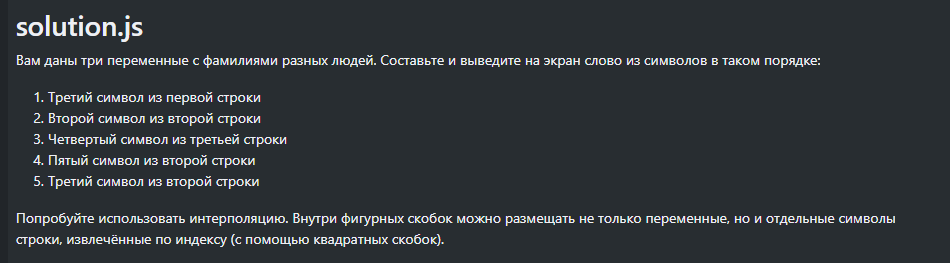 solution.js
Вам даны три переменные с фамилиями разных людей. Составьте и выведите на экран слово из символов в таком порядке:
1. Третий символ из первой строки
2. Второй символ из второй строки
3. Четвертый символ из третьей строки
4. Пятый символ из второй строки
5. Третий символ из второй строки
Попробуйте использовать интерполяцию. Внутри фигурных скобок можно размещать не только переменные, но и отдельные символы
строки, извлечённые по индексу (с помощью квадратных скобок).